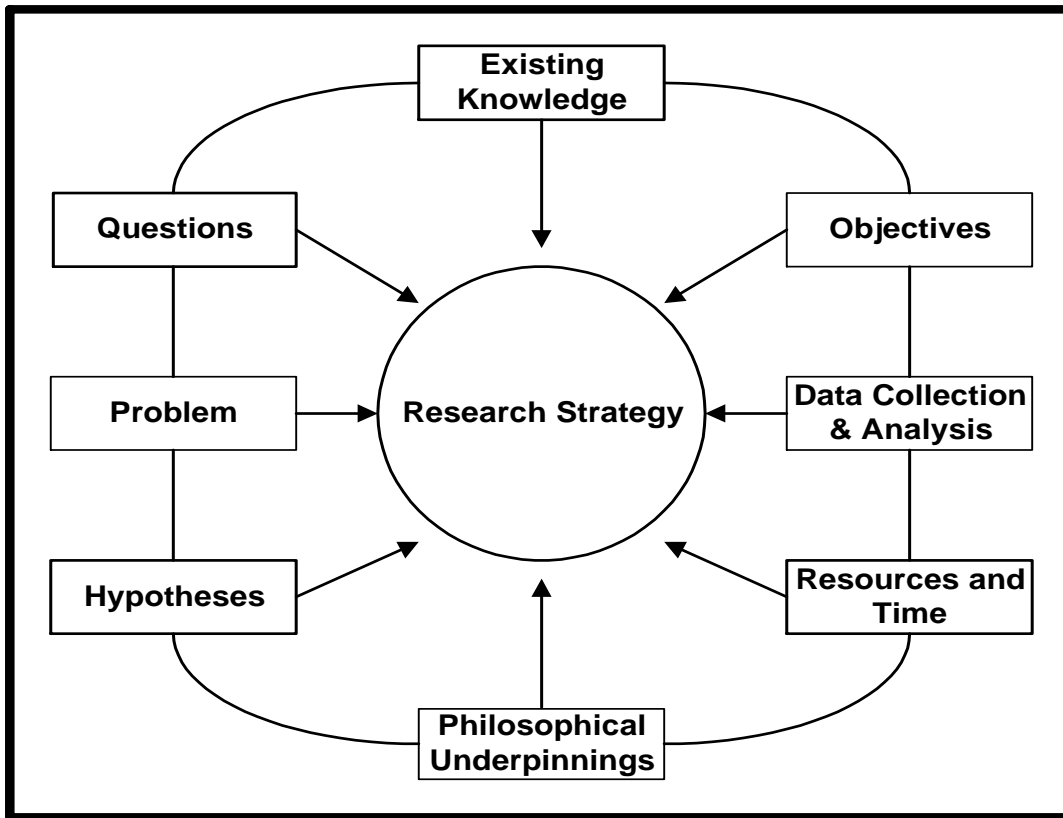 Existing
Knowledge
Questions
Objectives
Problem
Research Strategy
Data Collection
& Analysis
Hypotheses
Resources and
Time
Philosophical
Underpinnings